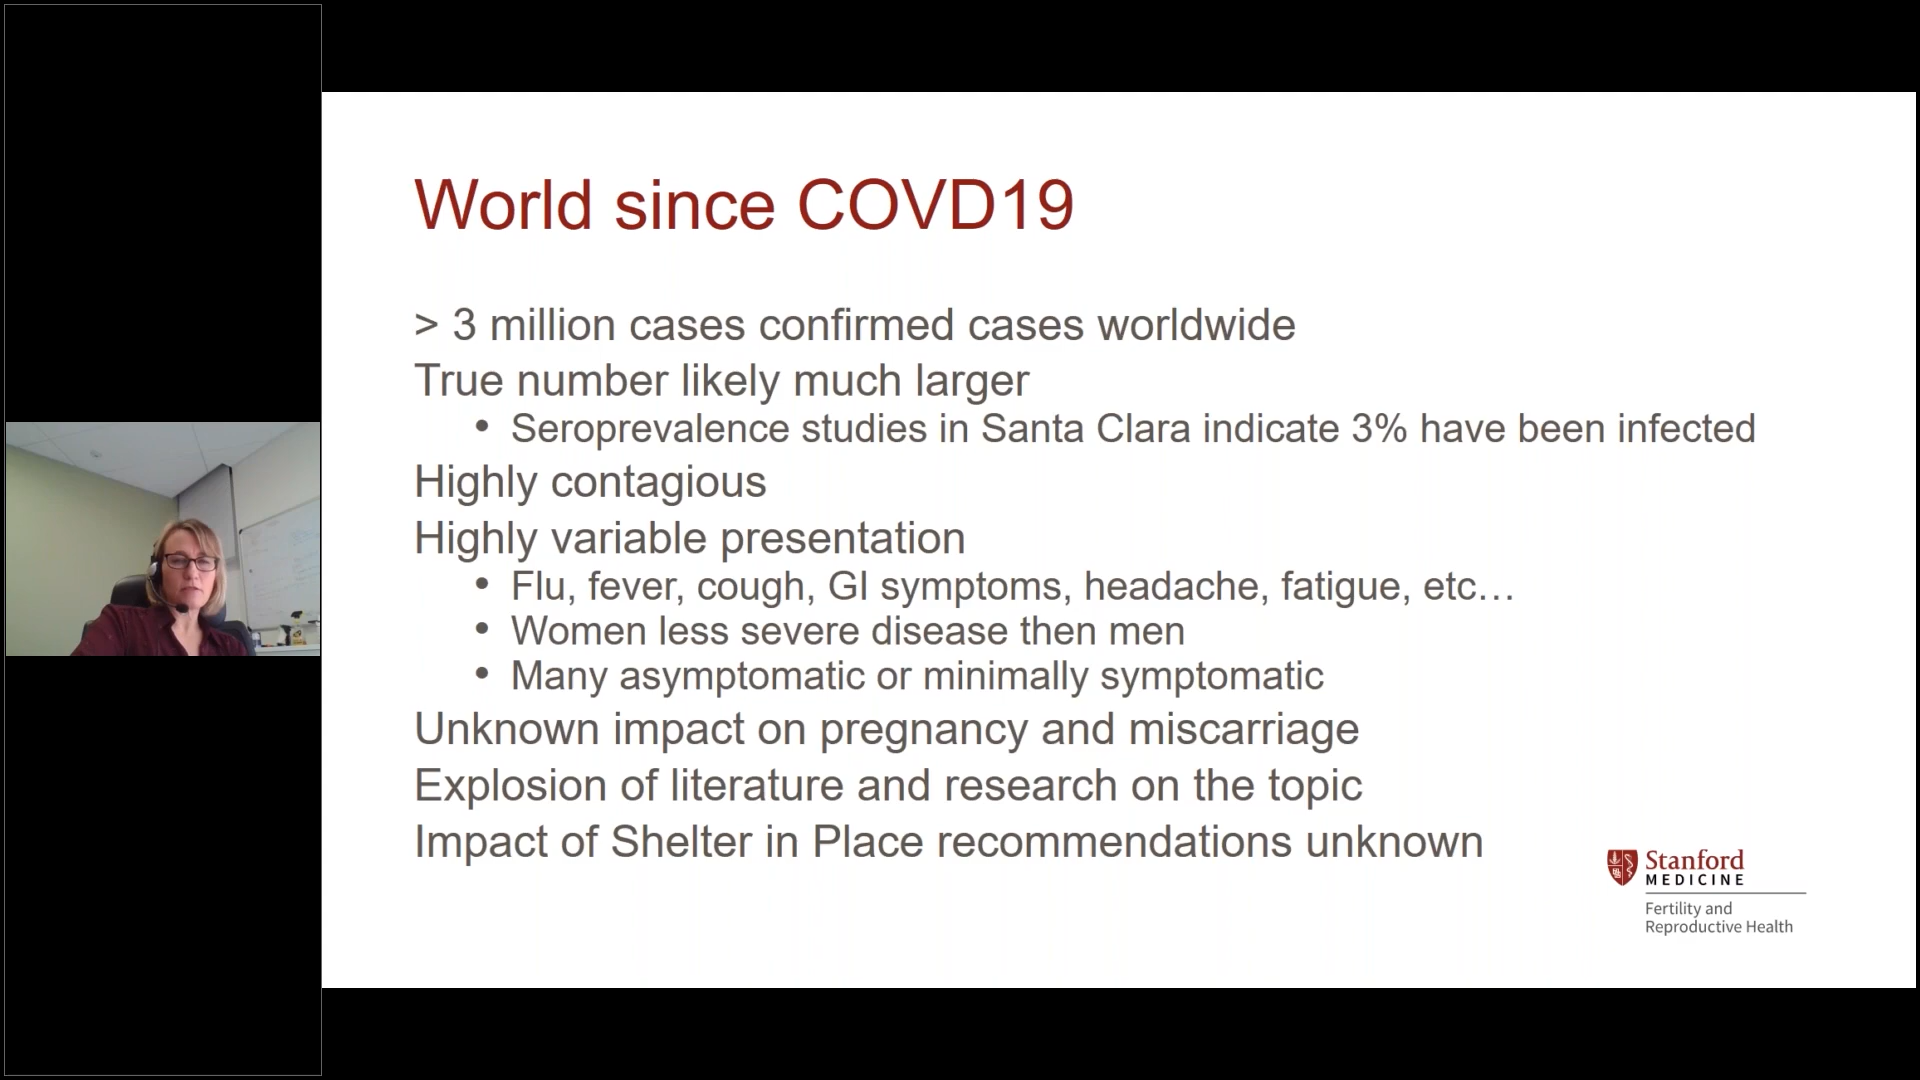 World since COVD19
> 3 million cases confirmed cases worldwide
True number likely much larger
• Seroprevalence studies in Santa Clara indicate 3% have been infected
Highly contagious
Highly variable presentation
• Flu, fever, cough, GI symptoms, headache, fatigue, etc…
• Women less severe disease then men
• Many asymptomatic or minimally symptomatic
Unknown impact on pregnancy and miscarriage
Explosion of literature and research on the topic
Impact of Shelter in Place recommendations unknown
Stanford
MEDICINE
Fertility and
Reproductive Health